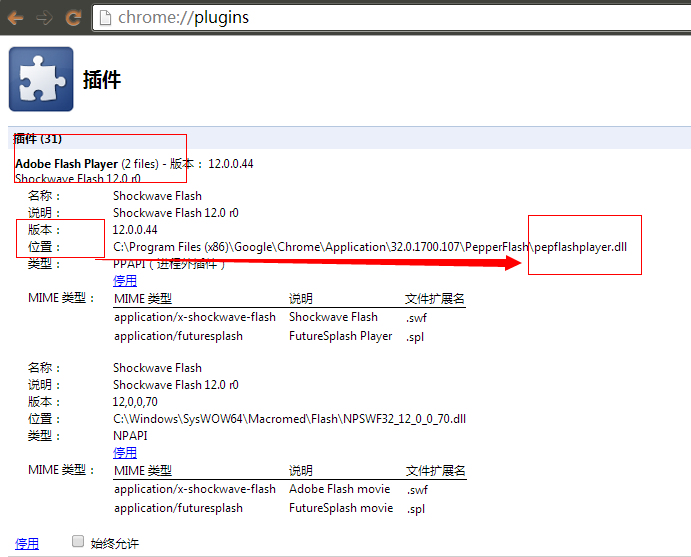 chrome://plugins
插件
插件 (31)
Adobe Flash Player (2 files) - 版本： 12.0.0.44
Shockwave Flash 12.0 r0
名称： Shockwave Flash
说明： Shockwave Flash 12.0 r0
版本： 12.0.0.44
位置： C:\Program Files (x86)\Google\Chrome\Application\32.0.1700.107\PepperFlash\pepflashplayer.dll
类型： PPAPI（进程外插件）
停用
MIME 类型： MIME 类型 说明 文件扩展名
application/x-shockwave-flash Shockwave Flash .swf
application/futuresplash FutureSplash Player .spl
名称： Shockwave Flash
说明： Shockwave Flash 12.0 r0
版本： 12,0,0,70
位置： C:\Windows\SysWOW64\Macromed\Flash\NPSWF32_12_0_0_70.dll
类型： NPAPI
停用
MIME 类型： MIME 类型 说明 文件扩展名
application/x-shockwave-flash Adobe Flash movie .swf
application/futuresplash FutureSplash movie .spl
停用 始终允许